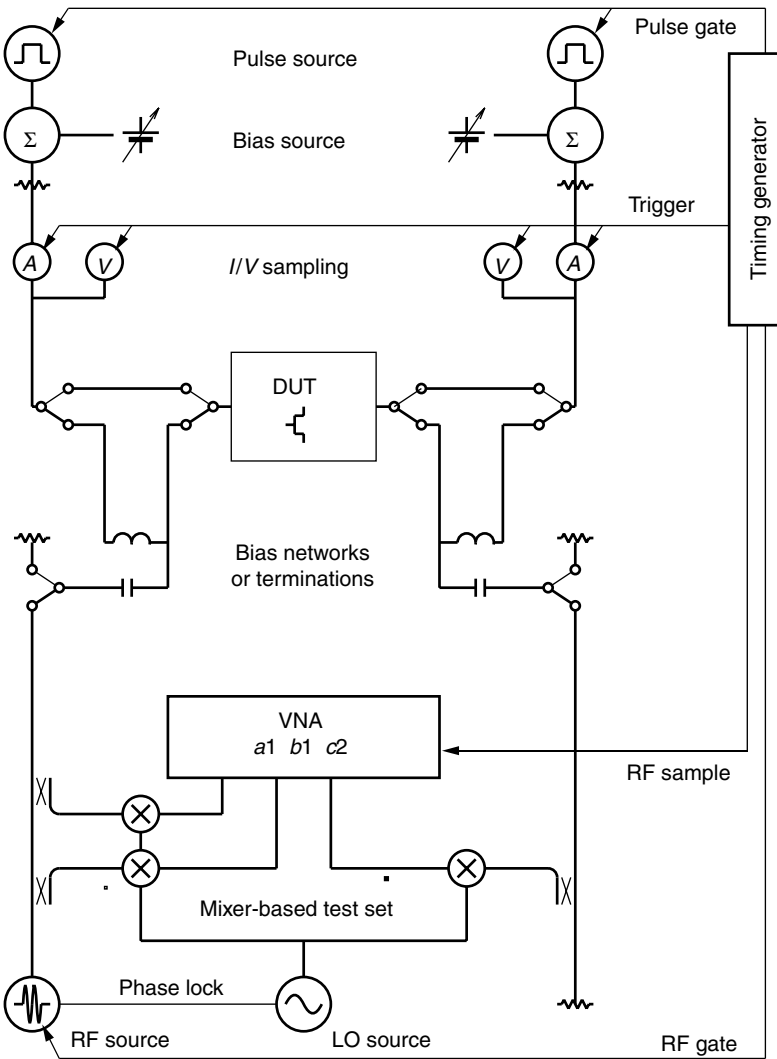 Pulse gate
Pulse source
Σ
Σ
Bias source
Timing generator
Trigger
A
V
I/V sampling
V
A
DUT
Bias networks
or terminations
VNA
a1 b1 c2
RF sample
Mixer-based test set
Phase lock
RF source
LO source
RF gate